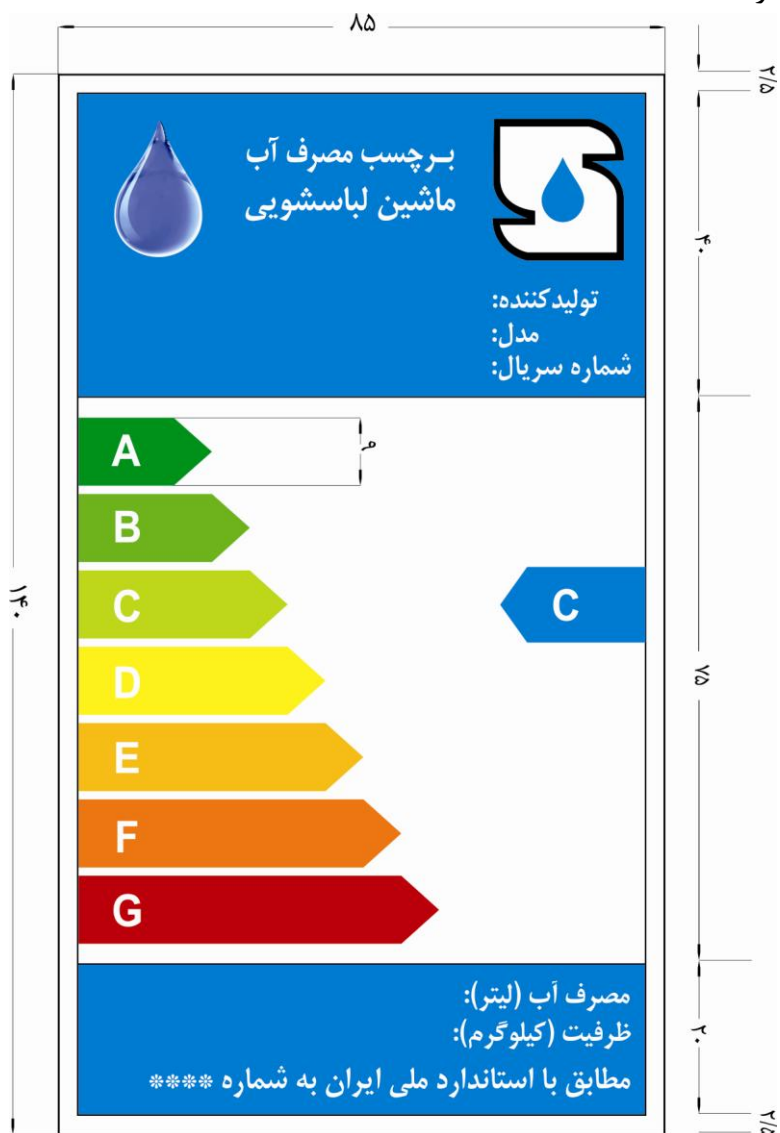 ۸۵
۲/۵
برچسب مصرف آب
ماشین لباسشویی
۴۰
تولیدکننده:
مدل:
شماره سریال:
A
۹
B
C
C
۱۴۰
D
۷۵
E
F
G
مصرف آب (لیتر):
ظرفیت (کیلوگرم):
۲۰
مطابق با استاندارد ملی ایران به شماره ****
۲/۵